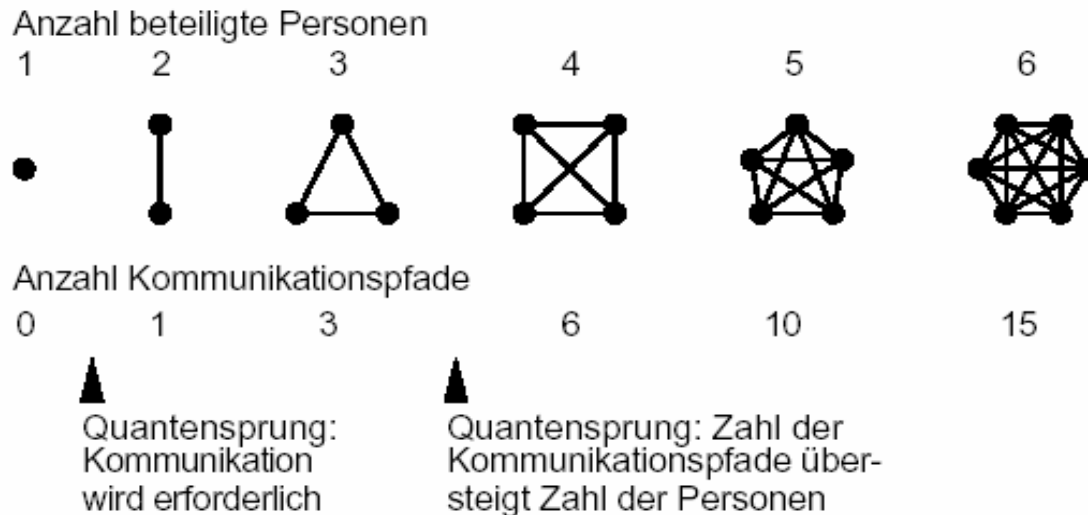 Anzahl beteiligte Personen
1 2 3 4 5 6
Anzahl Kommunikationspfade
0 1 3 6 10 15
Quantensprung:
Kommunikation
wird erforderlich
Quantensprung: Zahl der
Kommunikationspfade über-
steigt Zahl der Personen